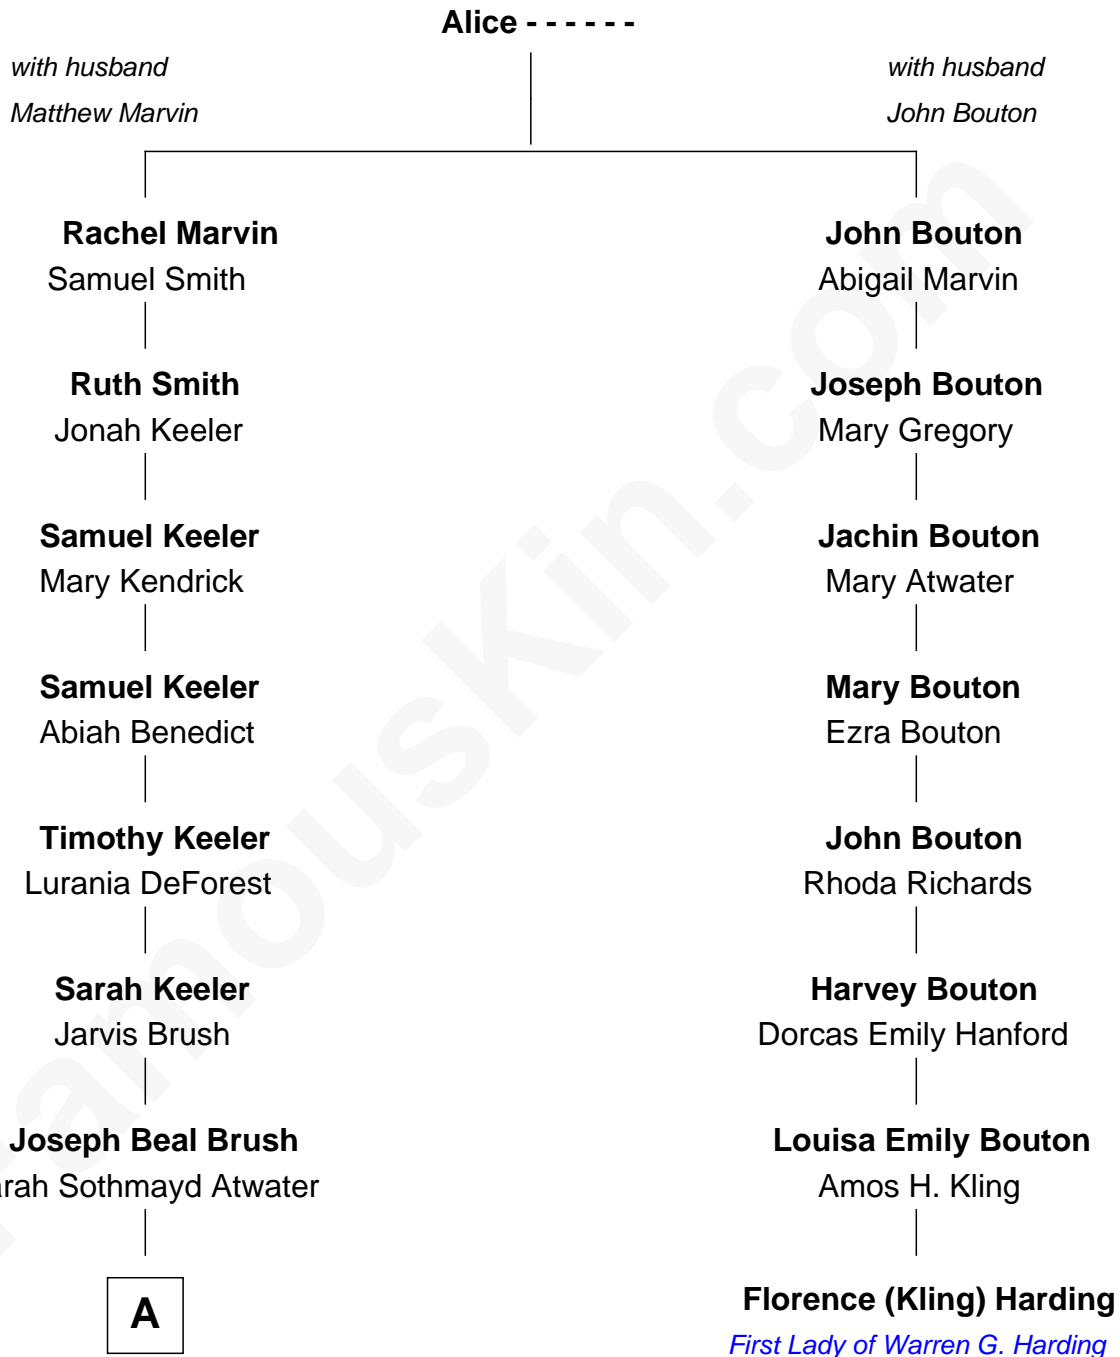 Alice - - - - - -
with husband
Matthew Marvin
with husband
John Bouton
Rachel Marvin
Samuel Smith
John Bouton
Abigail Marvin
Ruth Smith
Jonah Keeler
Joseph Bouton
Mary Gregory
Samuel Keeler
Mary Kendrick
Jachin Bouton
Mary Atwater
Samuel Keeler
Abiah Benedict
Mary Bouton
Ezra Bouton
Timothy Keeler
Lurania DeForest
John Bouton
Rhoda Richards
Sarah Keeler
Jarvis Brush
Harvey Bouton
Dorcas Emily Hanford
Joseph Beal Brush
arah Sothmayd Atwater
Louisa Emily Bouton
Amos H. Kling
A
Florence (Kling) Harding
First Lady of Warren G. Harding
FamousKin.com